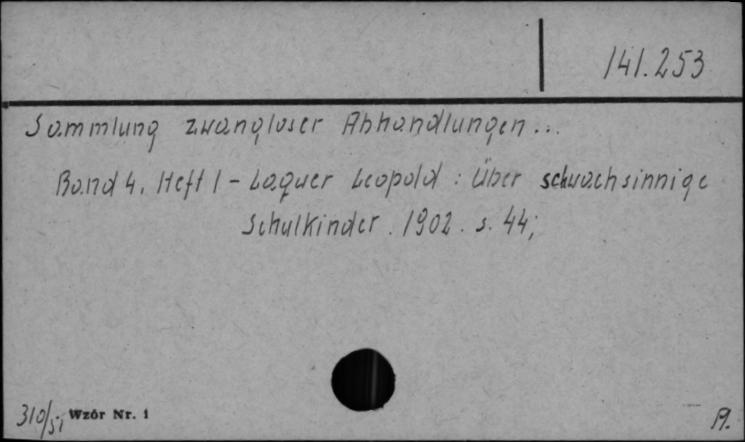 141.253
Sammlung zwangloser Abhandlungen...
Band 4. Heft 1 - Laquer Leopold : Über schwachsinnige
Schulkinder. 1902. s. 44;
310/51 Wzór Nr. 1
A.